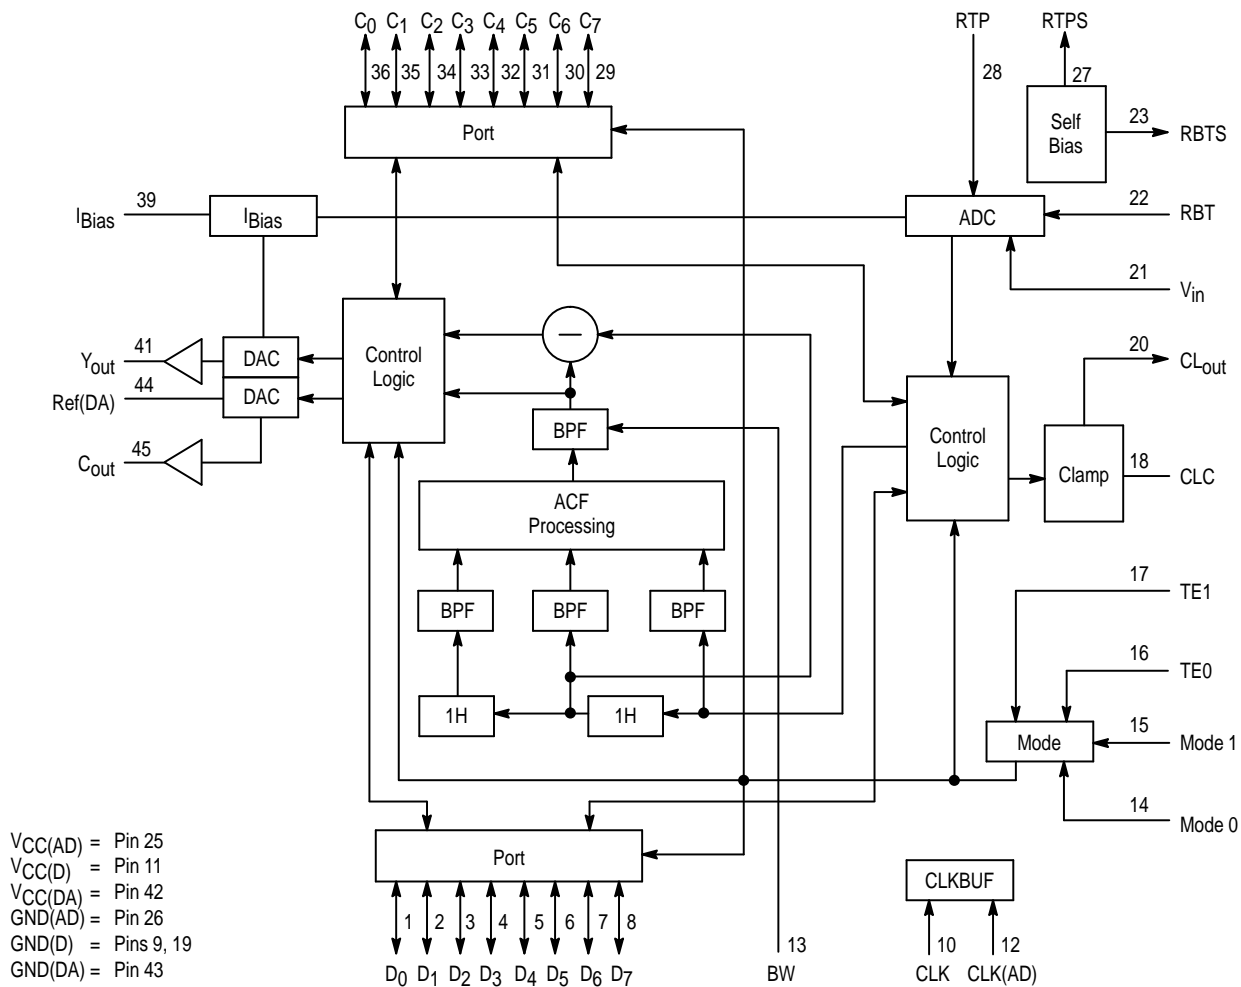 C0 C1 C2 C3 C4 C5 C6 C7 RTP RTPS
36 35 34 33 32 31 30 29 28 27
Port
Self
Bias
23 RBTS
IBias 39 IBias
ADC
22 RBT
21 Vin
Control
Logic
—
Yout 41 DAC
20 CLout
Ref(DA) 44 DAC
BPF
Control
Logic
Cout 45
Clamp
18 CLC
ACF
Processing
17 TE1
BPF BPF BPF
16 TE0
1H 1H
Mode
15 Mode 1
14 Mode 0
VCC(AD) = Pin 25
VCC(D) = Pin 11
VCC(DA) = Pin 42
GND(AD) = Pin 26
GND(D) = Pins 9, 19
GND(DA) = Pin 43
Port
CLKBUF
1 2 3 4 5 6 7 8 13 10 12
D0 D1 D2 D3 D4 D5 D6 D7 BW CLK CLK(AD)